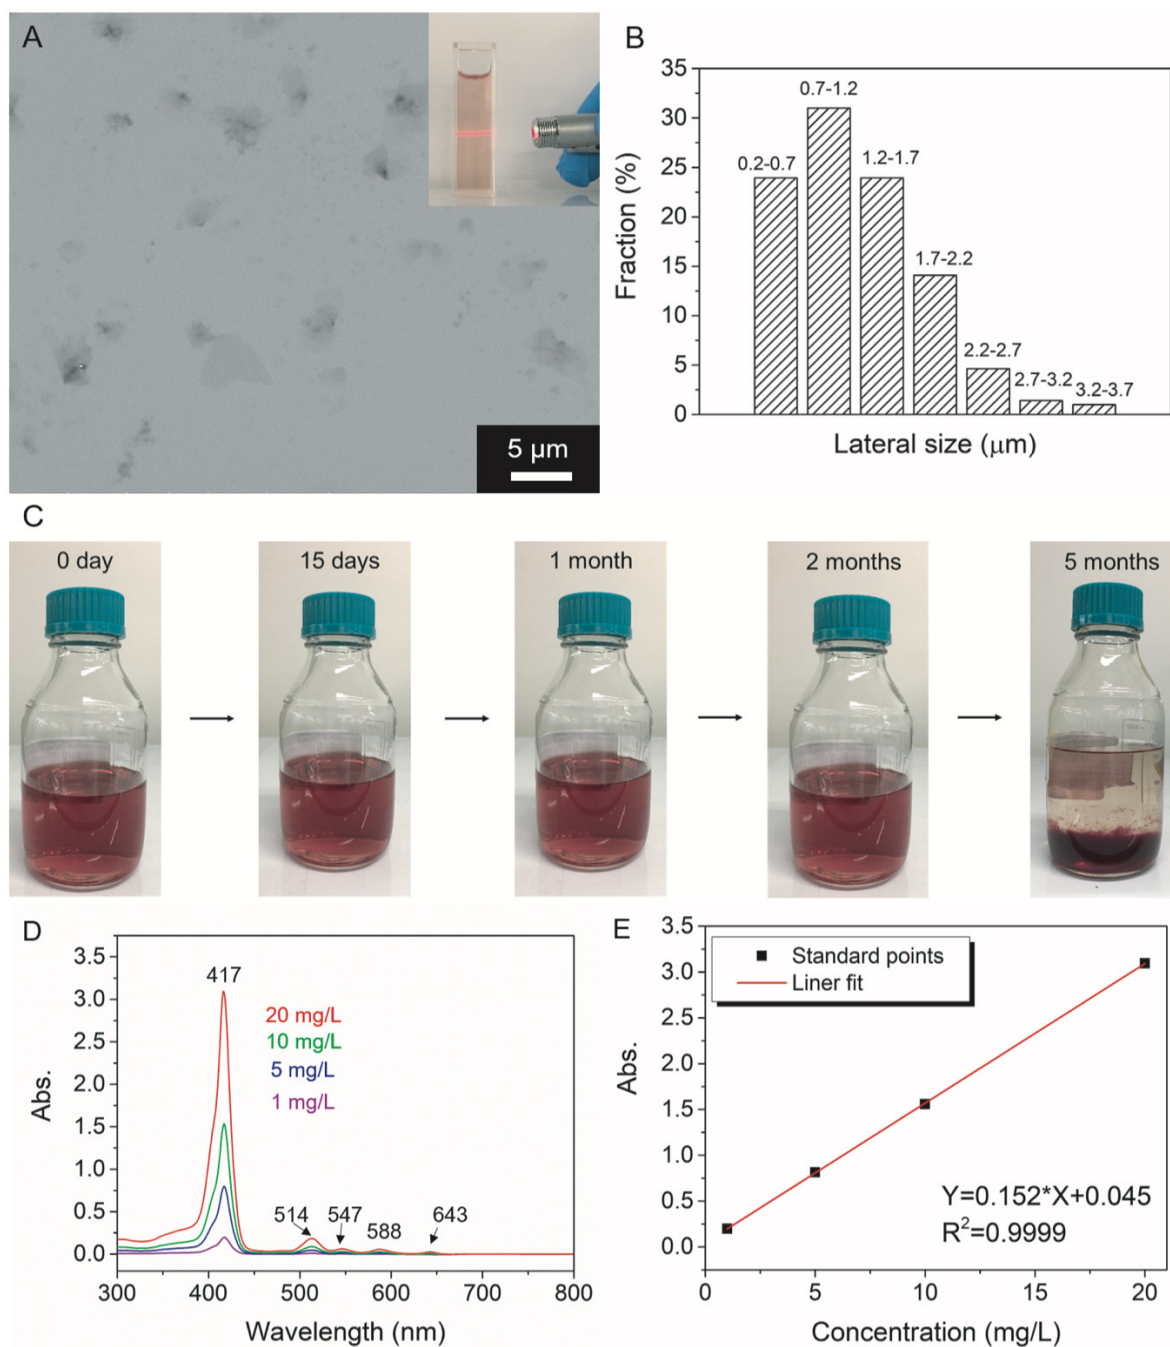 A
5 µm
B
35
30
25
20
15
10
5
0
Fraction (%)
0.2-0.7
0.7-1.2
1.2-1.7
1.7-2.2
2.2-2.7
2.7-3.2
3.2-3.7
Lateral size (µm)
C
0 day
15 days
1 month
2 months
5 months
D
3.5
3.0
2.5
2.0
1.5
1.0
0.5
0.0
Abs.
417
20 mg/L
10 mg/L
5 mg/L
1 mg/L
514
547
588
643
300
400
500
600
700
800
Wavelength (nm)
E
3.5
3.0
2.5
2.0
1.5
1.0
0.5
0.0
Abs.
Standard points
Liner fit
Y=0.152*X+0.045
R²=0.9999
0
5
10
15
20
Concentration (mg/L)